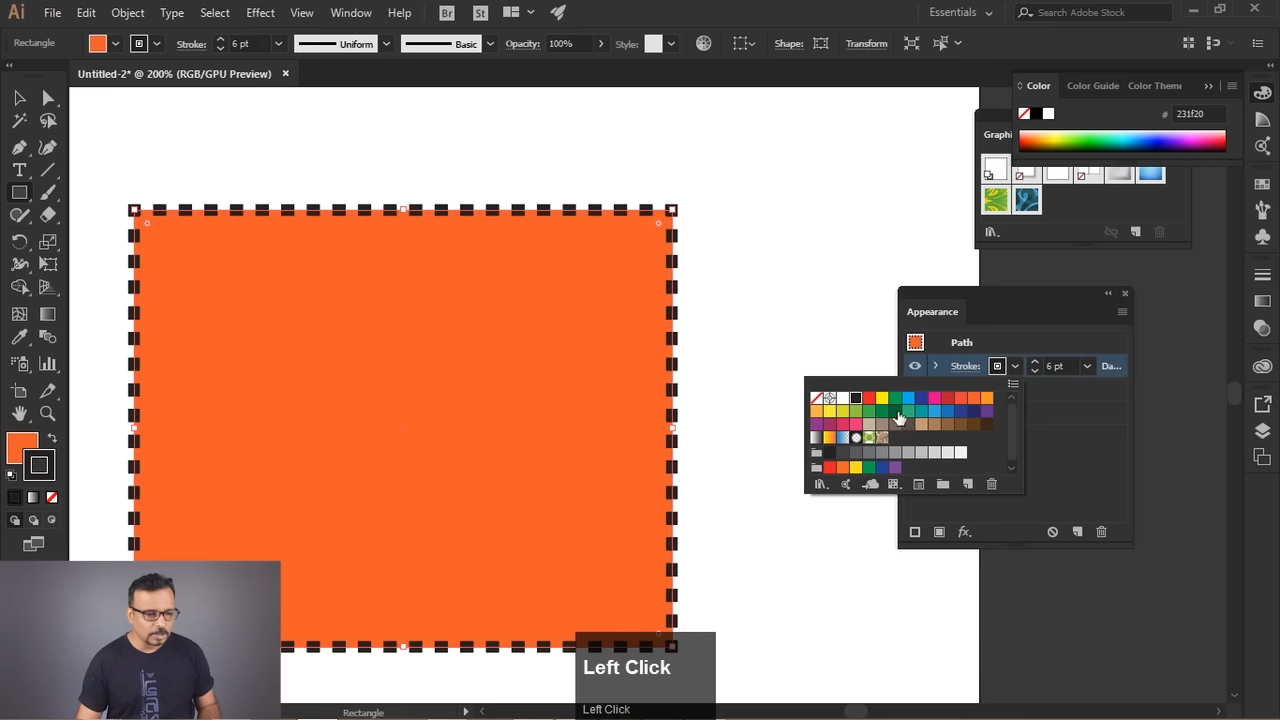 Ai File Edit Object Type Select Effect View Window Help Br St Essentials Search Adobe Stock
Rectangle Stroke: 6 pt Uniform Basic Opacity: 100% Style: Shape: Transform
Untitled-2* @ 200% (RGB/GPU Preview)
Color Color Guide Color Theme
# 231f20
Graphi
Appearance
Path
Stroke: 6 pt Da...
fx
Left Click
Left Click
Rectangle